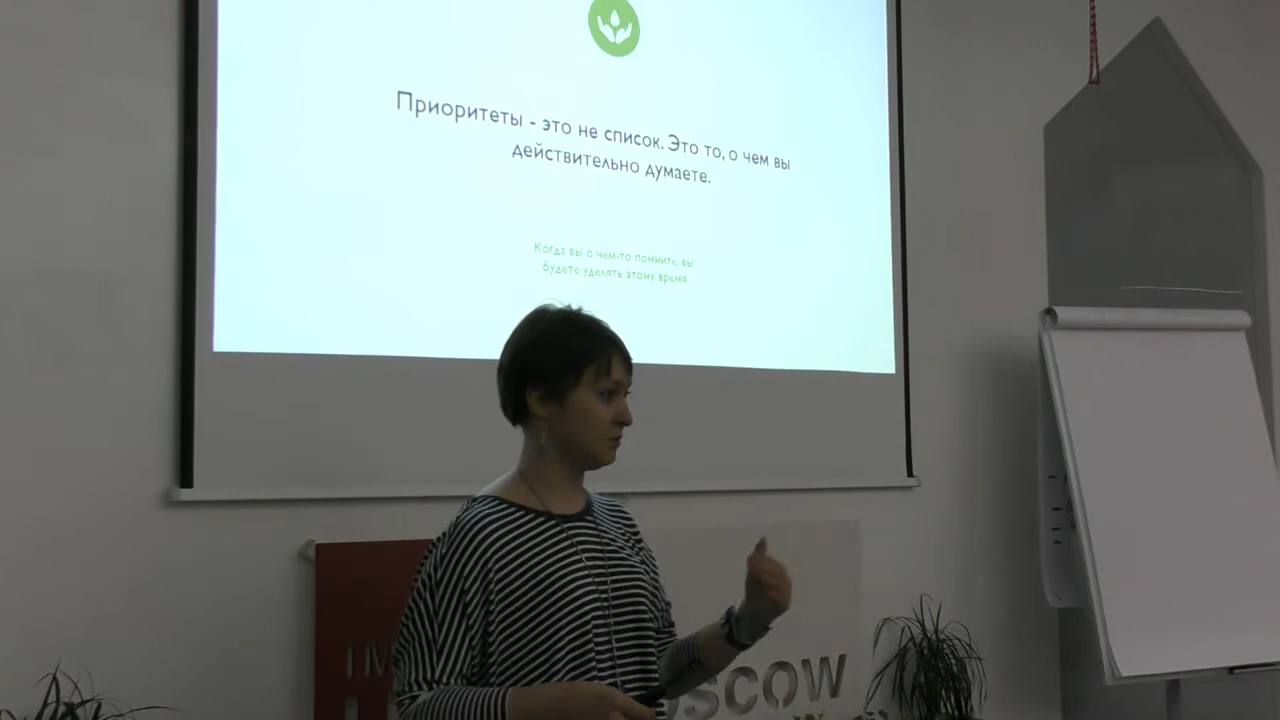 Приоритеты - это не список. Это то, о чем вы
действительно думаете.
Когда вы о чем-то помните, вы
будете уделять этому время